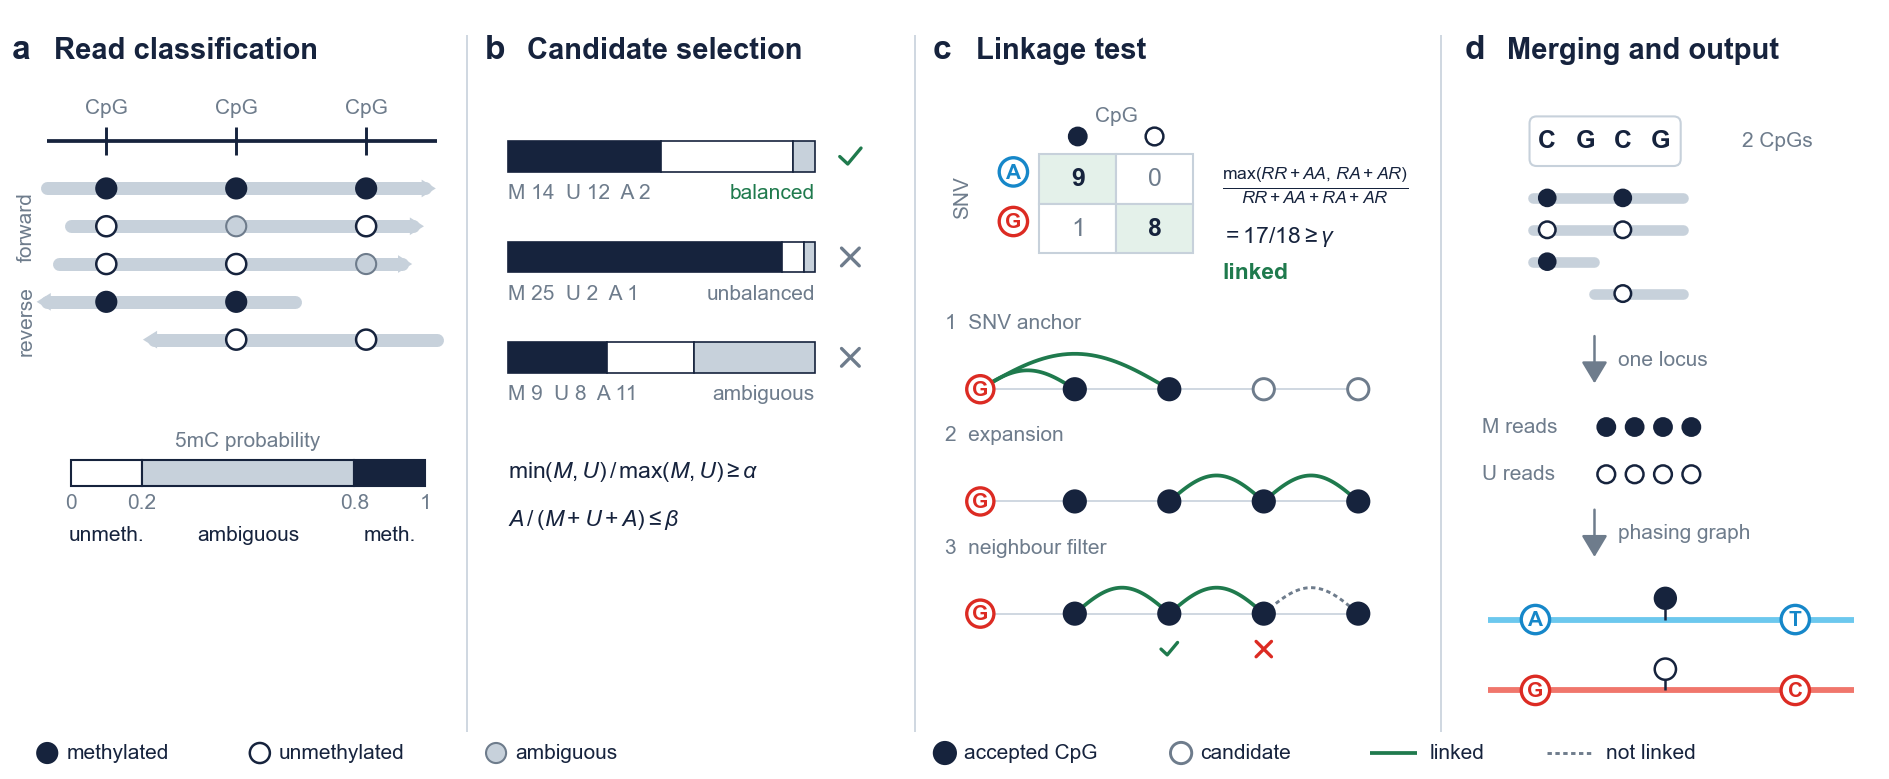 a Read classification
CpG CpG CpG
forward
reverse
5mC probability
0 0.2 0.8 1
unmeth. ambiguous meth.
b Candidate selection
M 14 U 12 A 2 balanced
M 25 U 2 A 1 unbalanced
M 9 U 8 A 11 ambiguous
min(M, U) / max(M, U) ≥ α
A / (M + U + A) ≤ β
c Linkage test
CpG
SNV
A 9 0
G 1 8
max(RR + AA, RA + AR)
RR + AA + RA + AR
= 17/18 ≥ γ
linked
1 SNV anchor
G
2 expansion
G
3 neighbour filter
G
d Merging and output
C G C G 2 CpGs
one locus
M reads
U reads
phasing graph
A T
G C
methylated unmethylated ambiguous accepted CpG candidate linked not linked